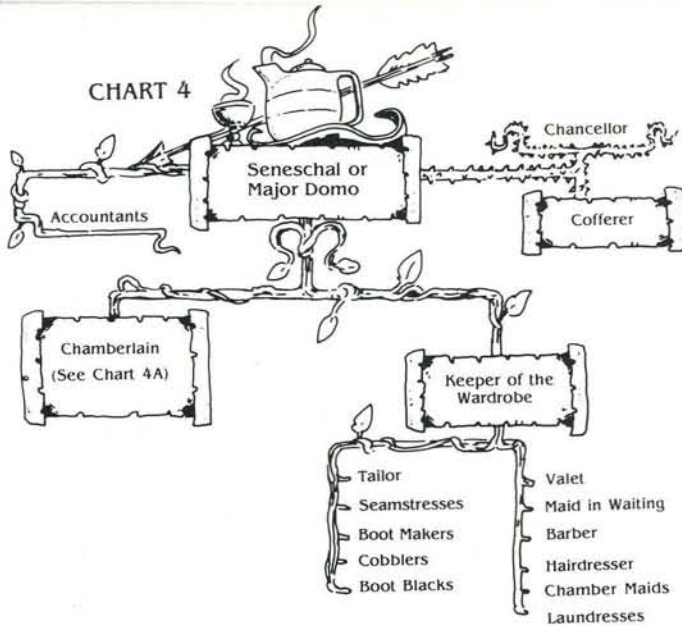 CHART 4
Seneschal or
Major Domo
Chancellor
Accountants
Cofferer
Chamberlain
(See Chart 4A)
Keeper of the
Wardrobe
Tailor
Seamstresses
Boot Makers
Cobblers
Boot Blacks
Valet
Maid in Waiting
Barber
Hairdresser
Chamber Maids
Laundresses